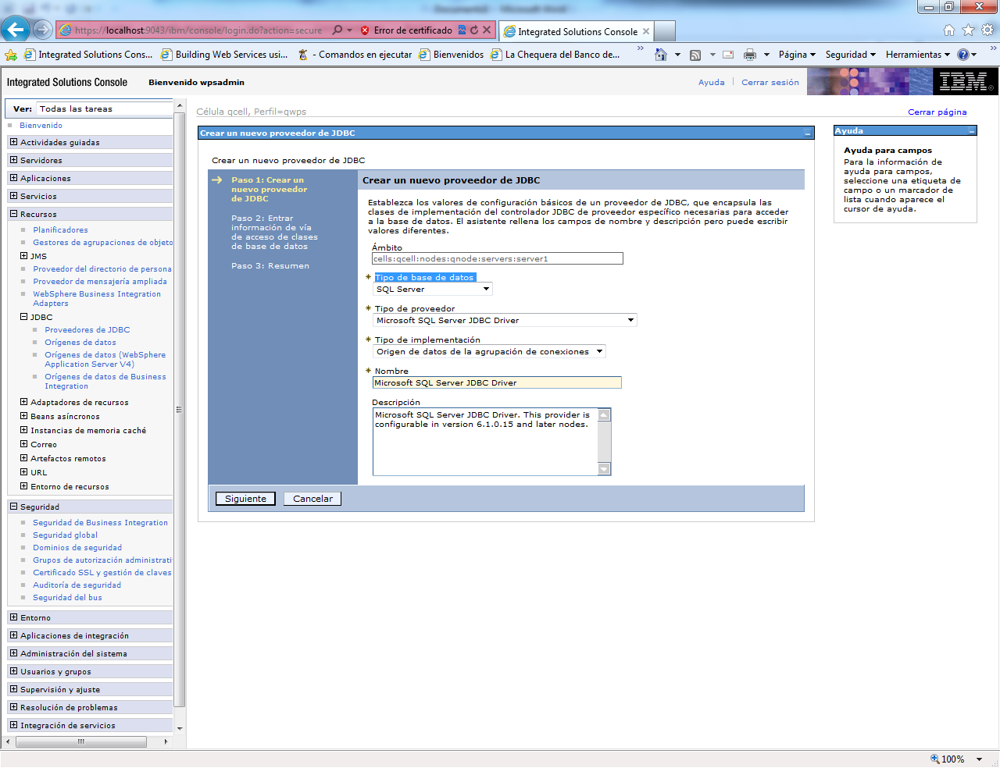 https://localhost:9043/ibm/console/login.do?action=secure
Error de certificado
Integrated Solutions Console
Integrated Solutions Cons...
Building Web Services usi...
- Comandos en ejecutar
Bienvenidos
La Chequera del Banco de...
Página
Seguridad
Herramientas
Integrated Solutions Console
Bienvenido wpsadmin
Ayuda
Cerrar sesión
IBM
Ver: Todas las tareas
Bienvenido
Actividades guiadas
Servidores
Aplicaciones
Servicios
Recursos
Planificadores
Gestores de agrupaciones de objeto
JMS
Proveedor del directorio de persona
Proveedor de mensajería ampliada
WebSphere Business Integration
Adapters
JDBC
Proveedores de JDBC
Orígenes de datos
Orígenes de datos (WebSphere
Application Server V4)
Orígenes de datos de Business
Integration
Adaptadores de recursos
Beans asíncronos
Instancias de memoria caché
Correo
Artefactos remotos
URL
Entorno de recursos
Seguridad
Seguridad de Business Integration
Seguridad global
Dominios de seguridad
Grupos de autorización administrati
Certificado SSL y gestión de claves
Auditoría de seguridad
Seguridad del bus
Entorno
Aplicaciones de integración
Administración del sistema
Usuarios y grupos
Supervisión y ajuste
Resolución de problemas
Integración de servicios
Célula qcell, Perfil=qwps
Cerrar página
Crear un nuevo proveedor de JDBC
Crear un nuevo proveedor de JDBC
Paso 1: Crear un
nuevo proveedor
de JDBC
Paso 2: Entrar
información de vía
de acceso de clases
de base de datos
Paso 3: Resumen
Crear un nuevo proveedor de JDBC
Establezca los valores de configuración básicos de un proveedor de JDBC, que encapsula las
clases de implementación del controlador JDBC de proveedor específico necesarias para acceder
a la base de datos. El asistente rellena los campos de nombre y descripción pero puede escribir
valores diferentes.
Ámbito
cells:qcell:nodes:qnode:servers:server1
* Tipo de base de datos
SQL Server
* Tipo de proveedor
Microsoft SQL Server JDBC Driver
* Tipo de implementación
Origen de datos de la agrupación de conexiones
* Nombre
Microsoft SQL Server JDBC Driver
Descripción
Microsoft SQL Server JDBC Driver. This provider is
configurable in version 6.1.0.15 and later nodes.
Siguiente
Cancelar
Ayuda
Ayuda para campos
Para la información de
ayuda para campos,
seleccione una etiqueta de
campo o un marcador de
lista cuando aparece el
cursor de ayuda.
100%